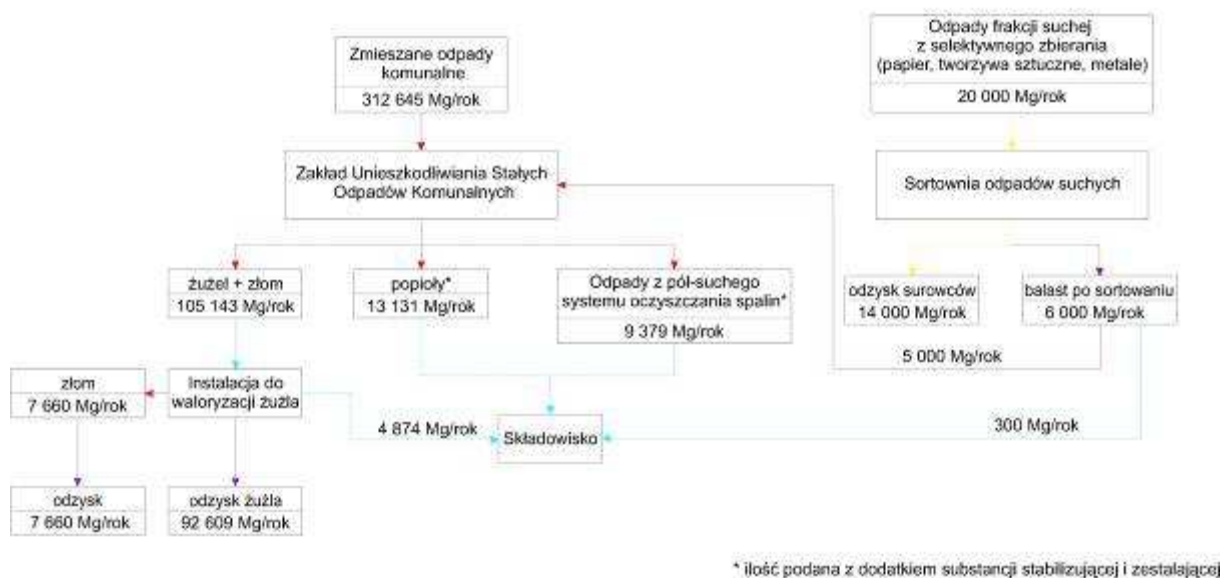 Zmieszane odpady
komunalne
312 645 Mg/rok
Odpady frakcji suchej
z selektywnego zbierania
(papier, tworzywa sztuczne, metale)
20 000 Mg/rok
Zakład Unieszkodliwiania Stałych
Odpadów Komunalnych
Sortownia odpadów suchych
żużel + złom
105 143 Mg/rok
popioły*
13 131 Mg/rok
Odpady z pół-suchego
systemu oczyszczania spalin*
9 379 Mg/rok
odzysk surowców
14 000 Mg/rok
balast po sortowaniu
6 000 Mg/rok
5 000 Mg/rok
złom
7 660 Mg/rok
Instalacja do
waloryzacji żużla
4 874 Mg/rok
Składowisko
300 Mg/rok
odzysk
7 660 Mg/rok
odzysk żużla
92 609 Mg/rok
* ilość podana z dodatkiem substancji stabilizującej i zestalającej